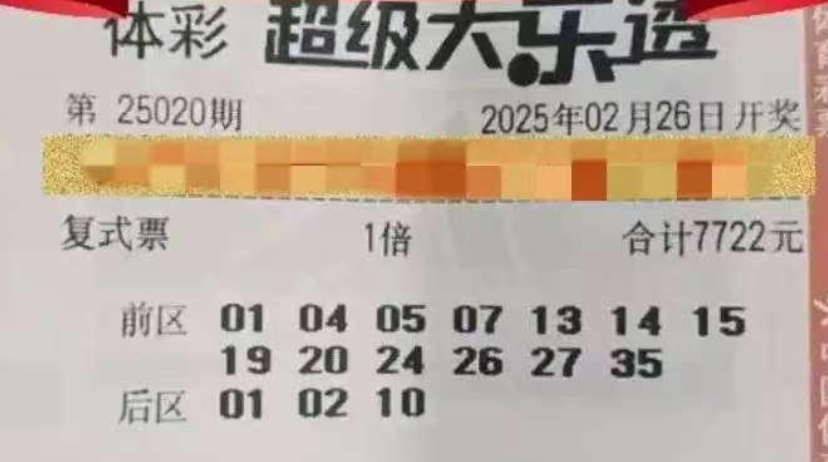 体彩 超级大乐透
第 25020期 2025年02月26日开奖
复式票 1倍 合计7722元
前区 01 04 05 07 13 14 15
19 20 24 26 27 35
后区 01 02 10